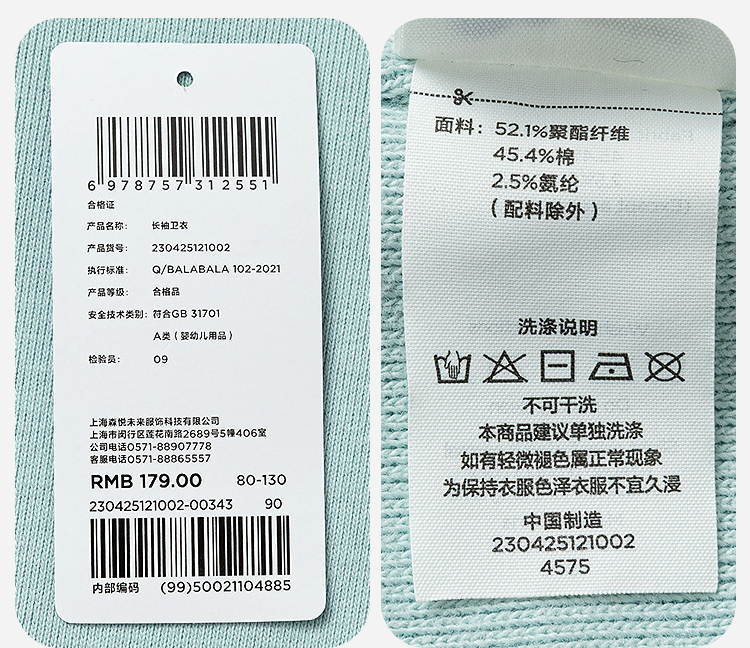 6 978757 312551
合格证
产品名称： 长袖卫衣
产品货号： 230425121002
执行标准： Q/BALABALA 102-2021
产品等级： 合格品
安全技术类别： 符合GB 31701
A类（婴幼儿用品）
检验员： 09
上海森悦未来服饰科技有限公司
上海市闵行区莲花南路2689号5幢406室
公司电话0571-88907778
客服电话0571-88865557
RMB 179.00 80-130
230425121002-00343 90
内部编码 (99)50021104885
面料：52.1%聚酯纤维
45.4%棉
2.5%氨纶
（配料除外）
洗涤说明
不可干洗
本商品建议单独洗涤
如有轻微褪色属正常现象
为保持衣服色泽衣服不宜久浸
中国制造
230425121002
4575